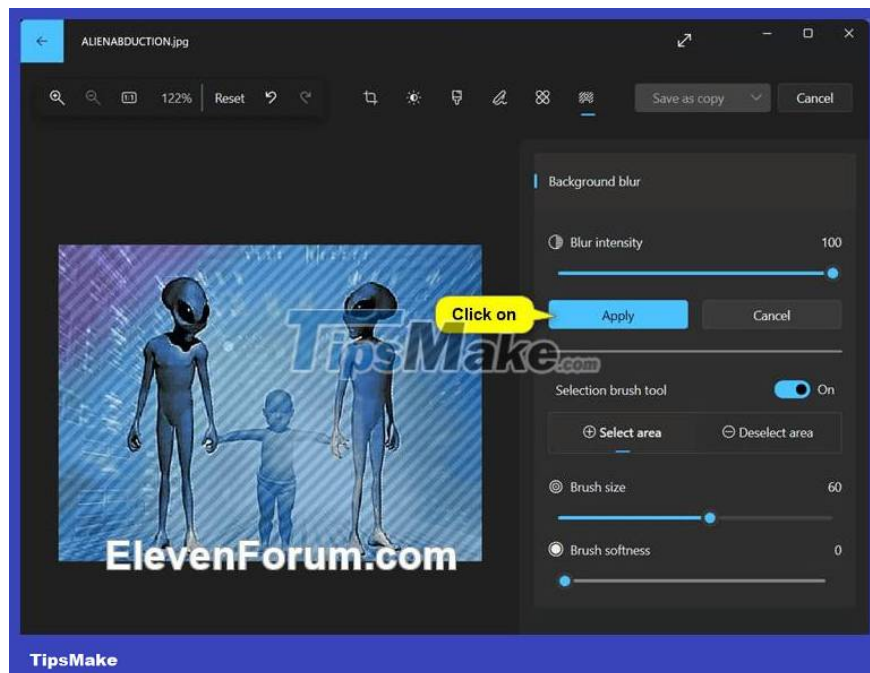 ALIENABDUCTION.jpg
122% Reset Save as copy Cancel
Background blur
Blur intensity 100
Click on Apply Cancel
TipsMake.com
Selection brush tool On
Select area Deselect area
Brush size 60
ElevenForum.com
Brush softness 0
TipsMake